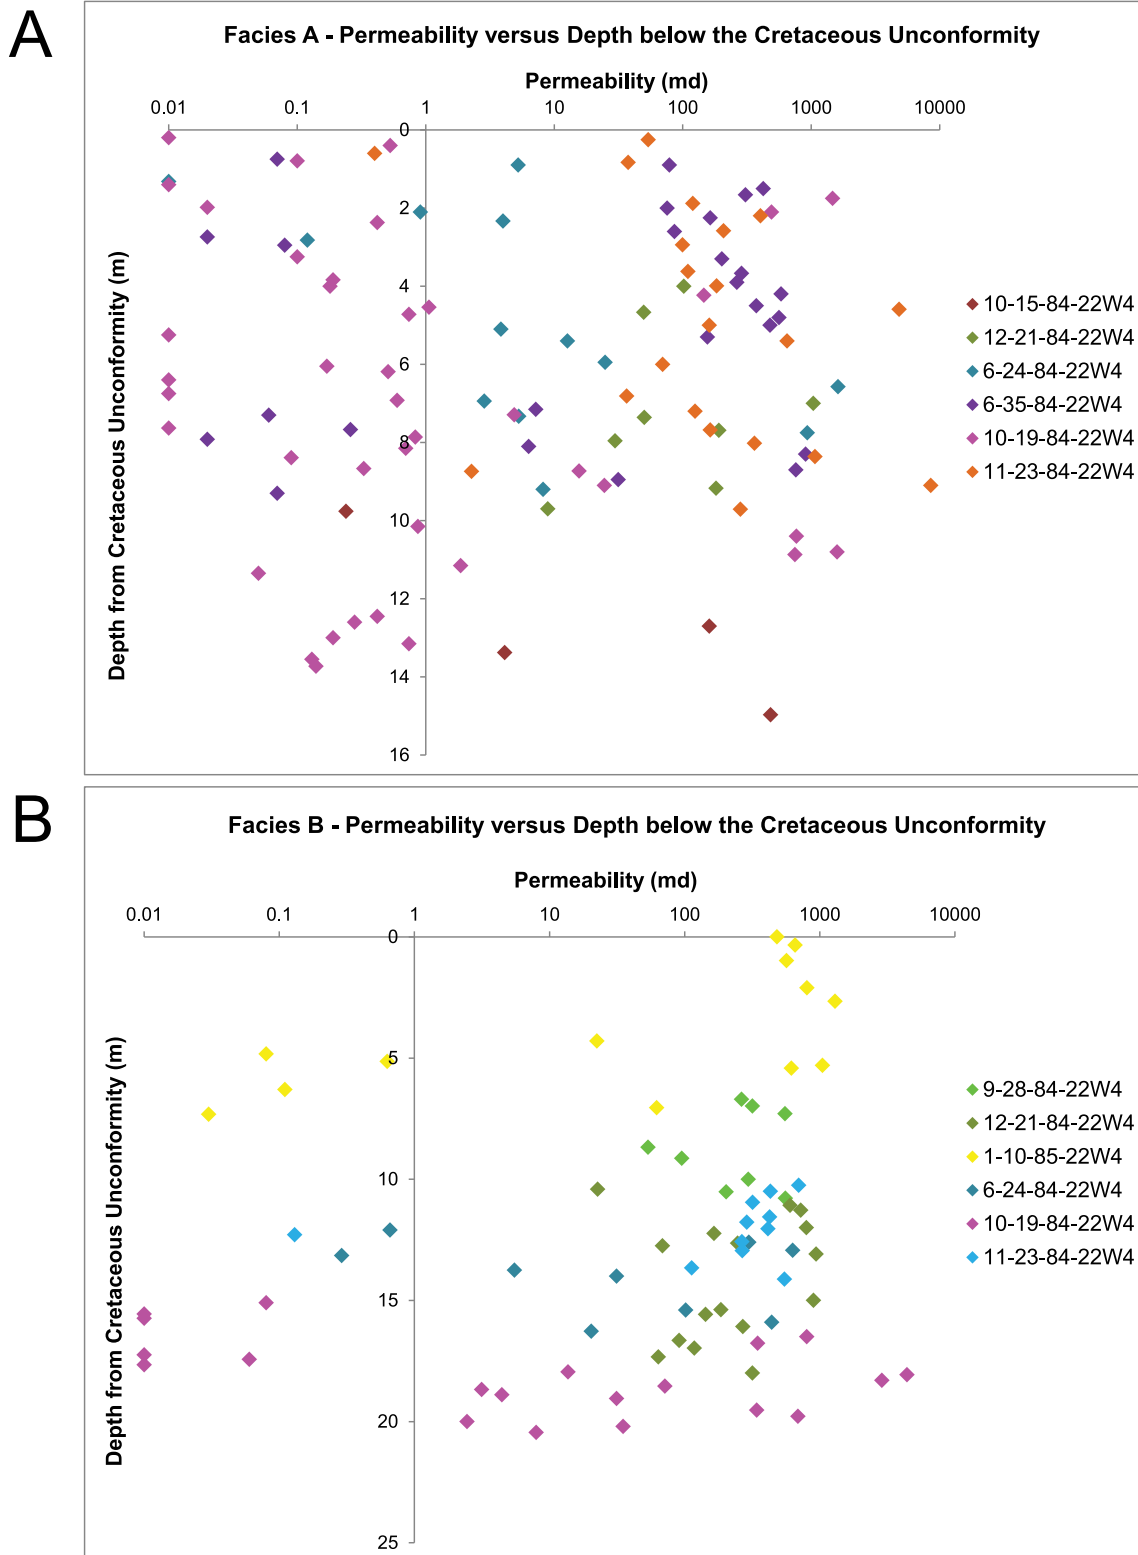 A
Facies A - Permeability versus Depth below the Cretaceous Unconformity
Permeability (md)
0.01 0.1 1 10 100 1000 10000
Depth from Cretaceous Unconformity (m)
0
2
4
6
8
10
12
14
16
10-15-84-22W4
12-21-84-22W4
6-24-84-22W4
6-35-84-22W4
10-19-84-22W4
11-23-84-22W4
B
Facies B - Permeability versus Depth below the Cretaceous Unconformity
Permeability (md)
0.01 0.1 1 10 100 1000 10000
Depth from Cretaceous Unconformity (m)
0
5
10
15
20
25
9-28-84-22W4
12-21-84-22W4
1-10-85-22W4
6-24-84-22W4
10-19-84-22W4
11-23-84-22W4